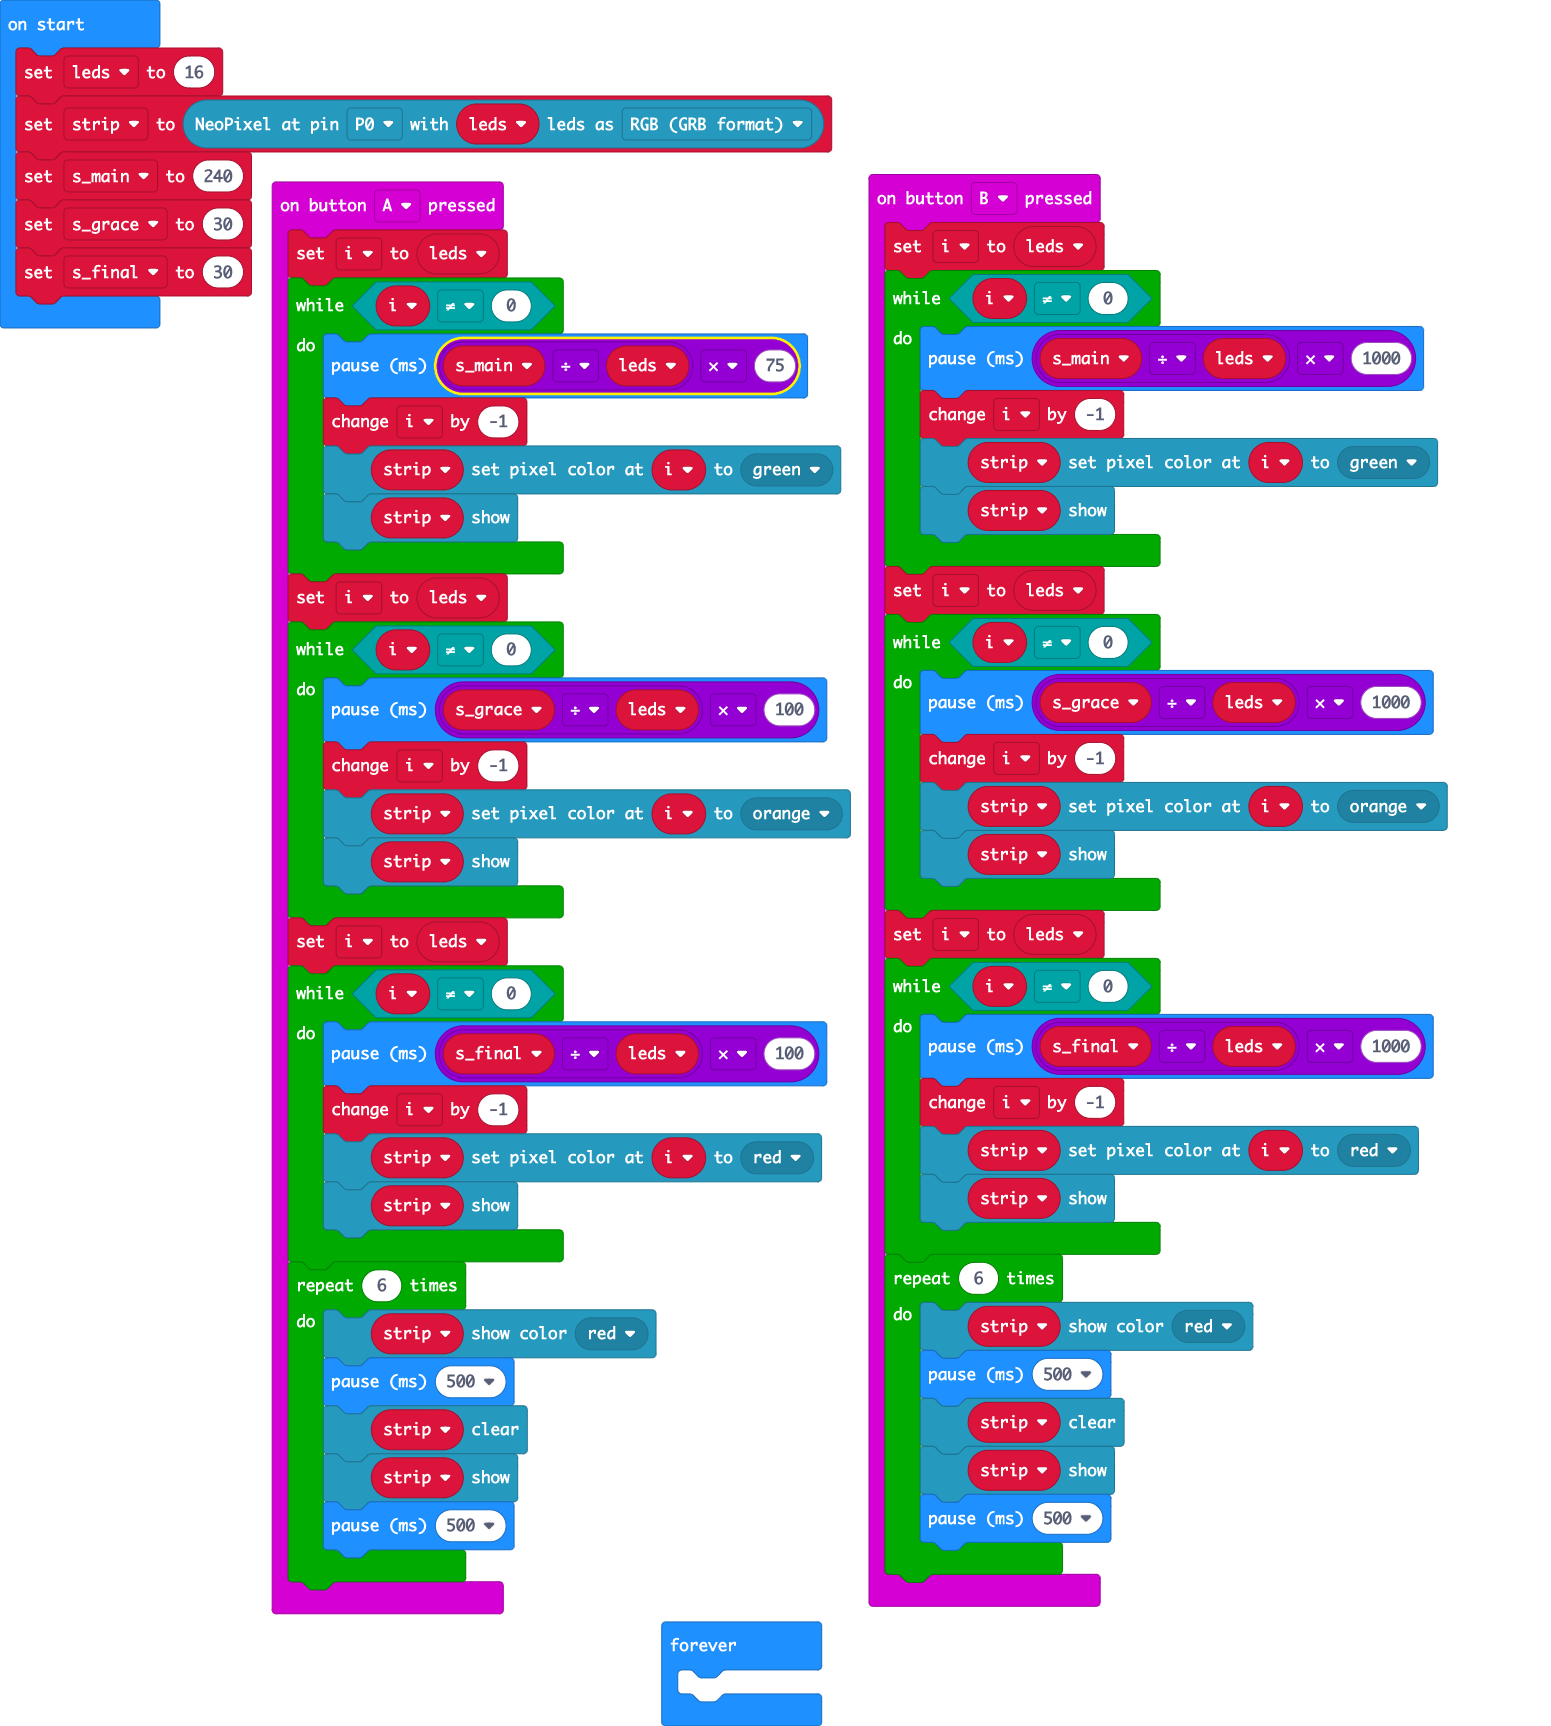 on start
set leds to 16
set strip to NeoPixel at pin P0 with leds leds as RGB (GRB format)
set s_main to 240
set s_grace to 30
set s_final to 30
on button A pressed
set i to leds
while i ≠ 0
do
pause (ms) s_main ÷ leds × 75
change i by -1
strip set pixel color at i to green
strip show
set i to leds
while i ≠ 0
do
pause (ms) s_grace ÷ leds × 100
change i by -1
strip set pixel color at i to orange
strip show
set i to leds
while i ≠ 0
do
pause (ms) s_final ÷ leds × 100
change i by -1
strip set pixel color at i to red
strip show
repeat 6 times
do
strip show color red
pause (ms) 500
strip clear
strip show
pause (ms) 500
on button B pressed
set i to leds
while i ≠ 0
do
pause (ms) s_main ÷ leds × 1000
change i by -1
strip set pixel color at i to green
strip show
set i to leds
while i ≠ 0
do
pause (ms) s_grace ÷ leds × 1000
change i by -1
strip set pixel color at i to orange
strip show
set i to leds
while i ≠ 0
do
pause (ms) s_final ÷ leds × 1000
change i by -1
strip set pixel color at i to red
strip show
repeat 6 times
do
strip show color red
pause (ms) 500
strip clear
strip show
pause (ms) 500
forever